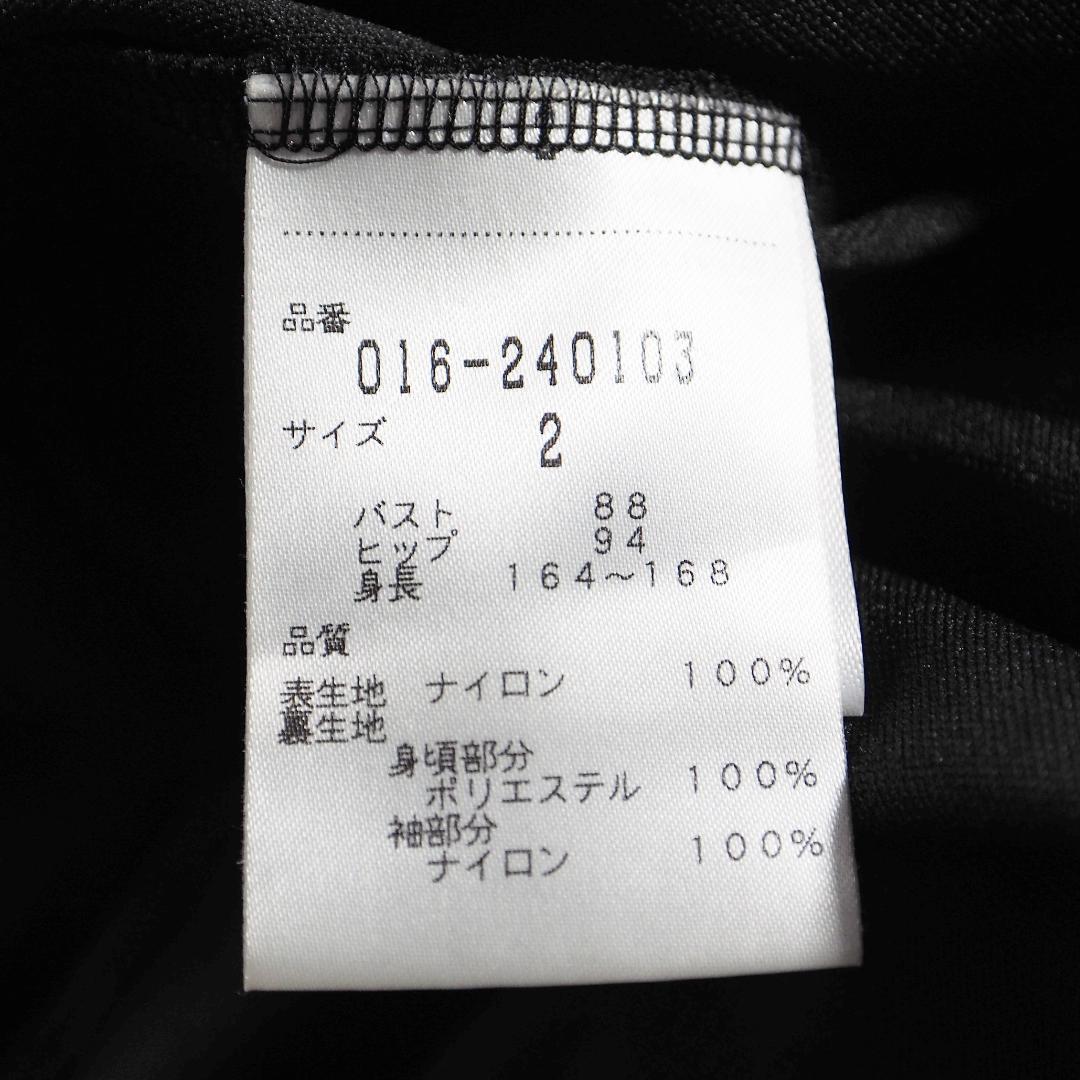 品番
016-240103
サイズ 2
バスト 88
ヒップ 94
身長 164～168
品質
表生地 ナイロン 100%
裏生地
身頃部分
ポリエステル 100%
袖部分
ナイロン 100%